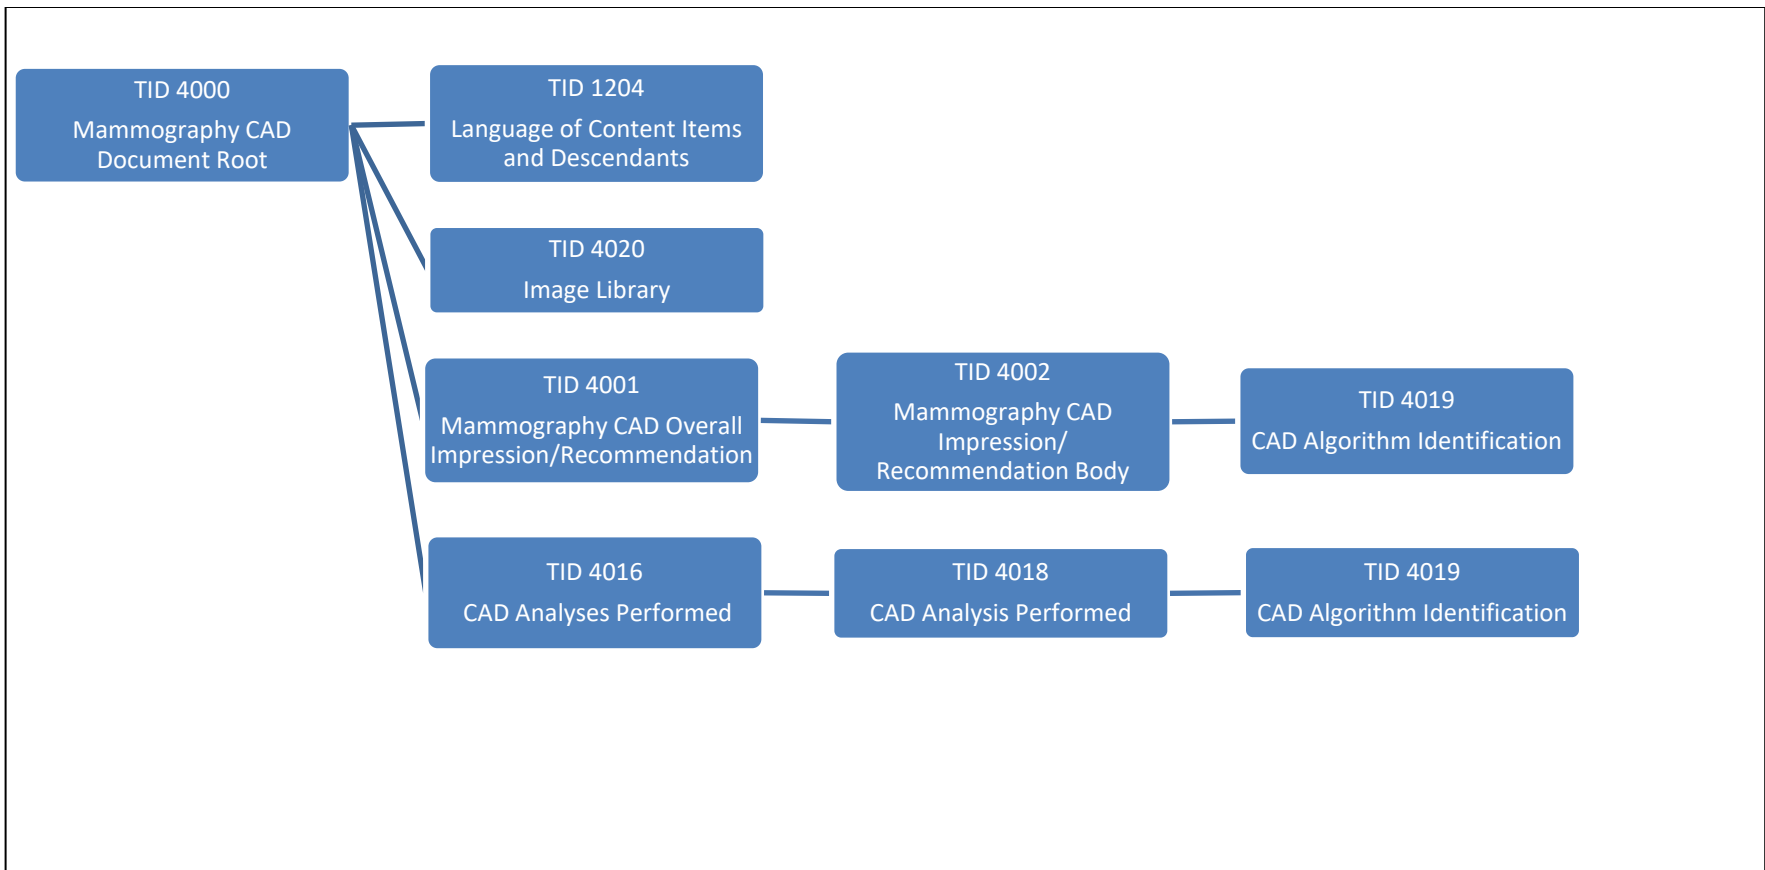 TID 4000
Mammography CAD
Document Root
TID 1204
Language of Content Items
and Descendants
TID 4020
Image Library
TID 4001
Mammography CAD Overall
Impression/Recommendation
TID 4002
Mammography CAD
Impression/
Recommendation Body
TID 4019
CAD Algorithm Identification
TID 4016
CAD Analyses Performed
TID 4018
CAD Analysis Performed
TID 4019
CAD Algorithm Identification